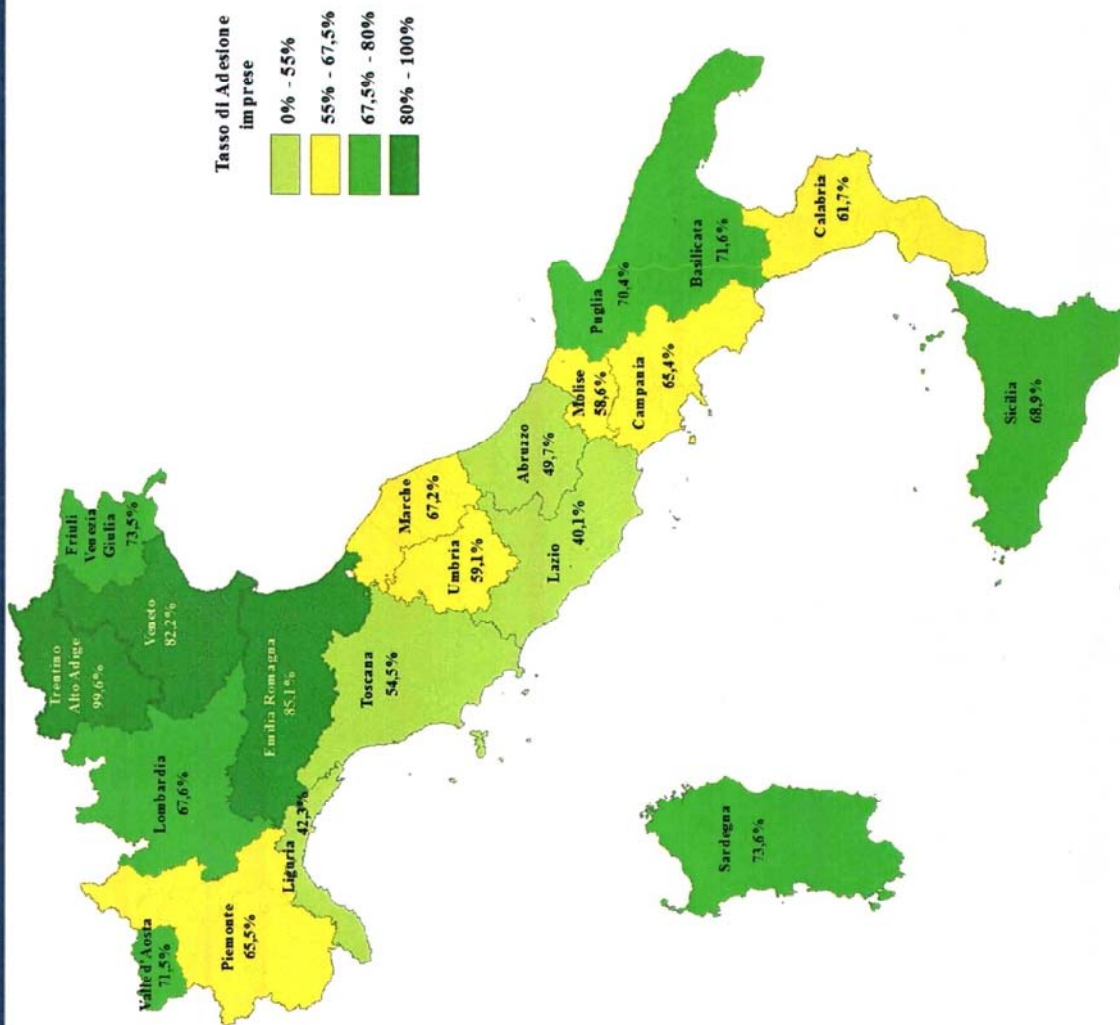 Tasso di Adesione
imprese
0% - 55%
55% - 67,5%
67,5% - 80%
80% - 100%
Trentino
Alto Adige
99,6%
Friuli
Venezia
Giulia
73,5%
Veneto
82,2%
Lombardia
67,6%
Valle d'Aosta
71,5%
Piemonte
65,5%
Emilia Romagna
85,1%
Liguria
42,3%
Toscana
54,5%
Marche
67,2%
Umbria
59,1%
Abruzzo
49,7%
Lazio
40,1%
Molise
58,6%
Campania
65,4%
Puglia
70,4%
Basilicata
71,6%
Calabria
61,7%
Sicilia
68,9%
Sardegna
73,6%